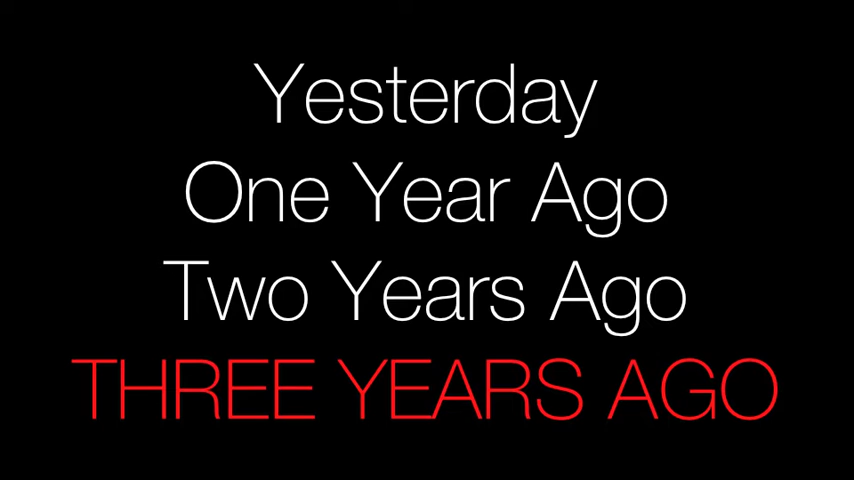 Yesterday
One Year Ago
Two Years Ago
THREE YEARS AGO